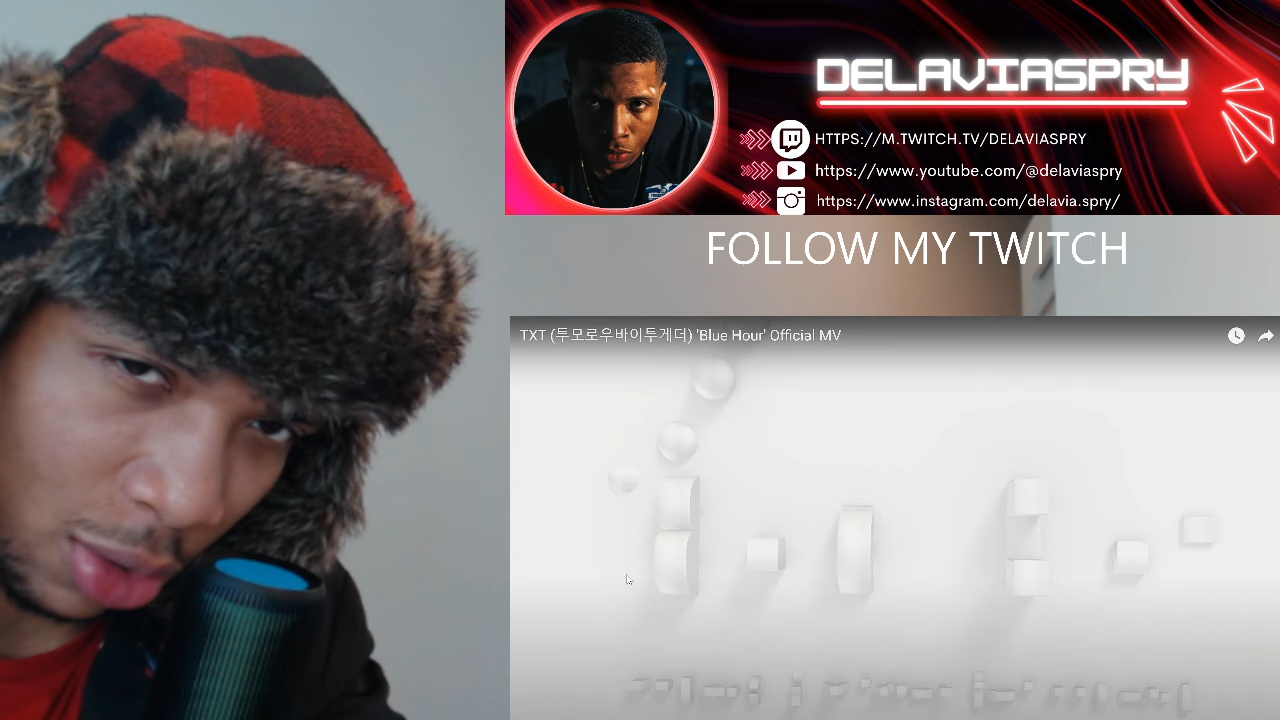 DELAVIASPRY
HTTPS://M.TWITCH.TV/DELAVIASPRY
https://www.youtube.com/@delaviaspry
https://www.instagram.com/delavia.spry/
FOLLOW MY TWITCH
TXT (투모로우바이투게더) 'Blue Hour' Official MV